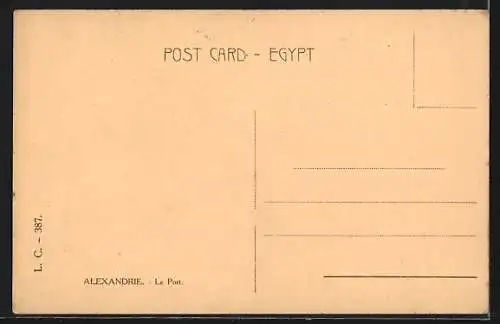 POST CARD - EGYPT
L. C. - 387.
ALEXANDRIE. - Le Port.